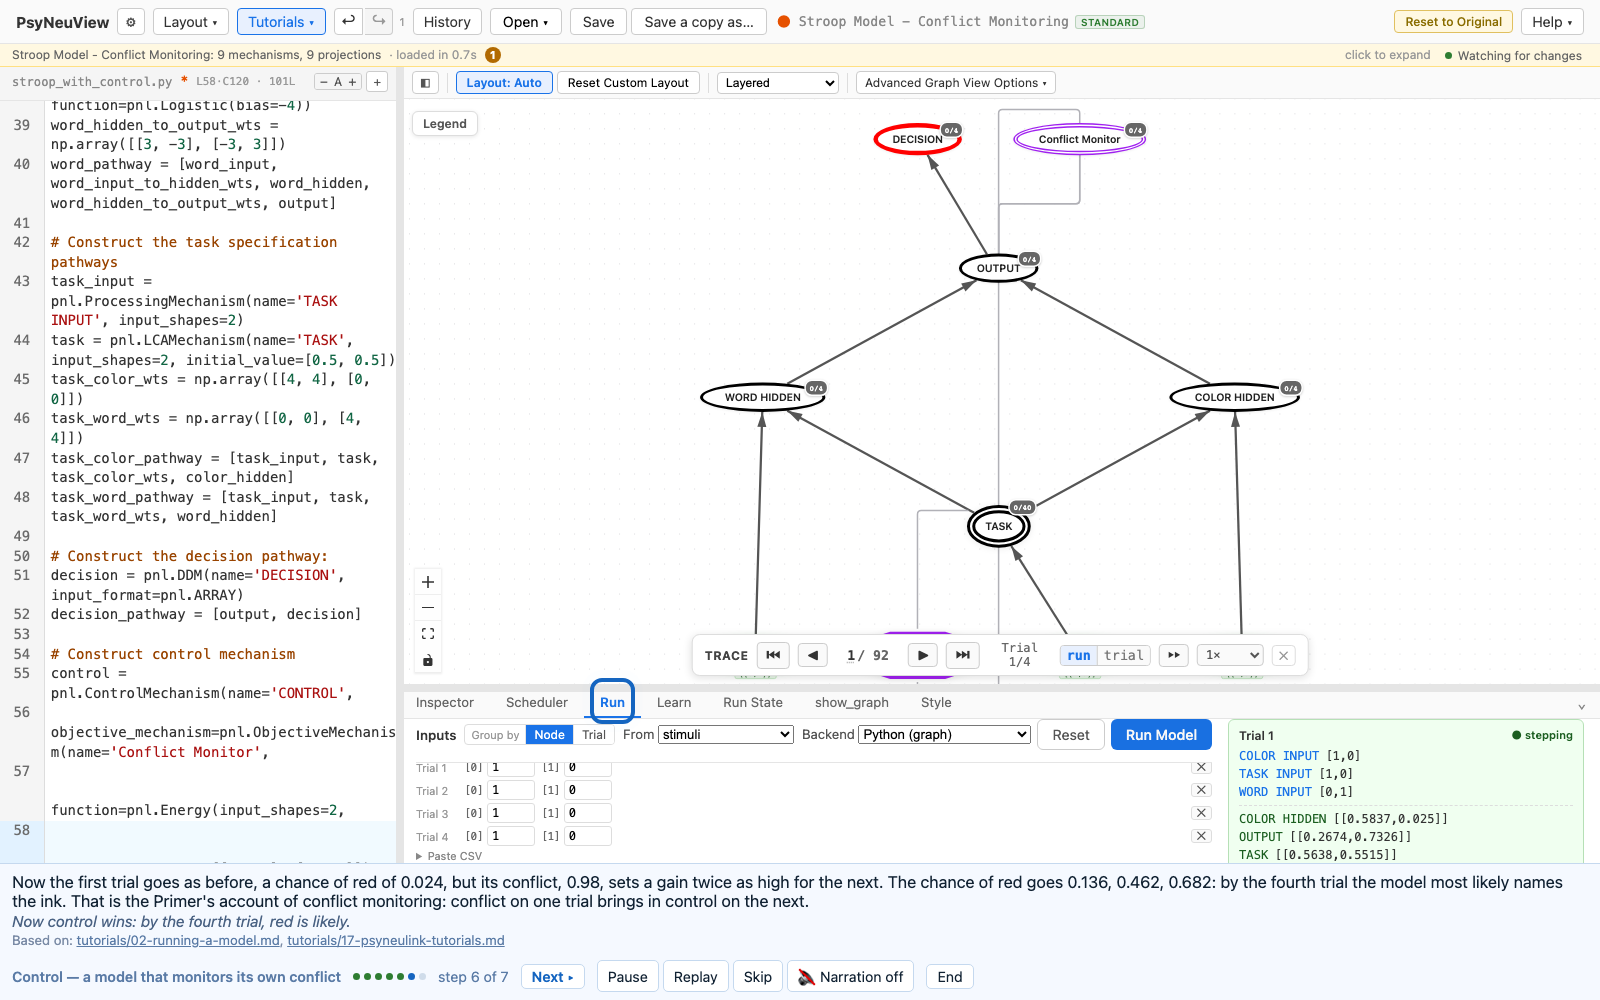 PsyNeuView ⚙ Layout ▾ Tutorials ▾ ↩ ↪ 1 History Open ▾ Save Save a copy as... Stroop Model — Conflict Monitoring STANDARD Reset to Original Help ▾
Stroop Model - Conflict Monitoring: 9 mechanisms, 9 projections · loaded in 0.7s 1 click to expand Watching for changes
stroop_with_control.py * L58·C120 · 101L − A + +
Layout: Auto Reset Custom Layout Layered Advanced Graph View Options ▾
function=pnl.Logistic(bias=-4))
39 word_hidden_to_output_wts =
np.array([[3, -3], [-3, 3]])
40 word_pathway = [word_input,
word_input_to_hidden_wts, word_hidden,
word_hidden_to_output_wts, output]
41
42 # Construct the task specification
pathways
43 task_input =
pnl.ProcessingMechanism(name='TASK
INPUT', input_shapes=2)
44 task = pnl.LCAMechanism(name='TASK',
input_shapes=2, initial_value=[0.5, 0.5])
45 task_color_wts = np.array([[4, 4], [0,
0]])
46 task_word_wts = np.array([[0, 0], [4,
4]])
47 task_color_pathway = [task_input, task,
task_color_wts, color_hidden]
48 task_word_pathway = [task_input, task,
task_word_wts, word_hidden]
49
50 # Construct the decision pathway:
51 decision = pnl.DDM(name='DECISION',
input_format=pnl.ARRAY)
52 decision_pathway = [output, decision]
53
54 # Construct control mechanism
55 control =
pnl.ControlMechanism(name='CONTROL',
56
objective_mechanism=pnl.ObjectiveMechanis
m(name='Conflict Monitor',
57
function=pnl.Energy(input_shapes=2,
58
Legend
DECISION 0/4
Conflict Monitor 0/4
OUTPUT 0/4
WORD HIDDEN 0/4
COLOR HIDDEN 0/4
TASK 0/40
TRACE 1 / 92 Trial 1/4 run trial 1×
Inspector Scheduler Run Learn Run State show_graph Style
Inputs Group by Node Trial From stimuli Backend Python (graph) Reset Run Model
Trial 1 [0] 1 [1] 0
Trial 2 [0] 1 [1] 0
Trial 3 [0] 1 [1] 0
Trial 4 [0] 1 [1] 0
▸ Paste CSV
Trial 1 stepping
COLOR INPUT [1,0]
TASK INPUT [1,0]
WORD INPUT [0,1]
COLOR HIDDEN [[0.5837,0.025]]
OUTPUT [[0.2674,0.7326]]
TASK [[0.5638,0.5515]]
Now the first trial goes as before, a chance of red of 0.024, but its conflict, 0.98, sets a gain twice as high for the next. The chance of red goes 0.136, 0.462, 0.682: by the fourth trial the model most likely names
the ink. That is the Primer's account of conflict monitoring: conflict on one trial brings in control on the next.
Now control wins: by the fourth trial, red is likely.
Based on: tutorials/02-running-a-model.md, tutorials/17-psyneulink-tutorials.md
Control — a model that monitors its own conflict step 6 of 7 Next ▸ Pause Replay Skip Narration off End